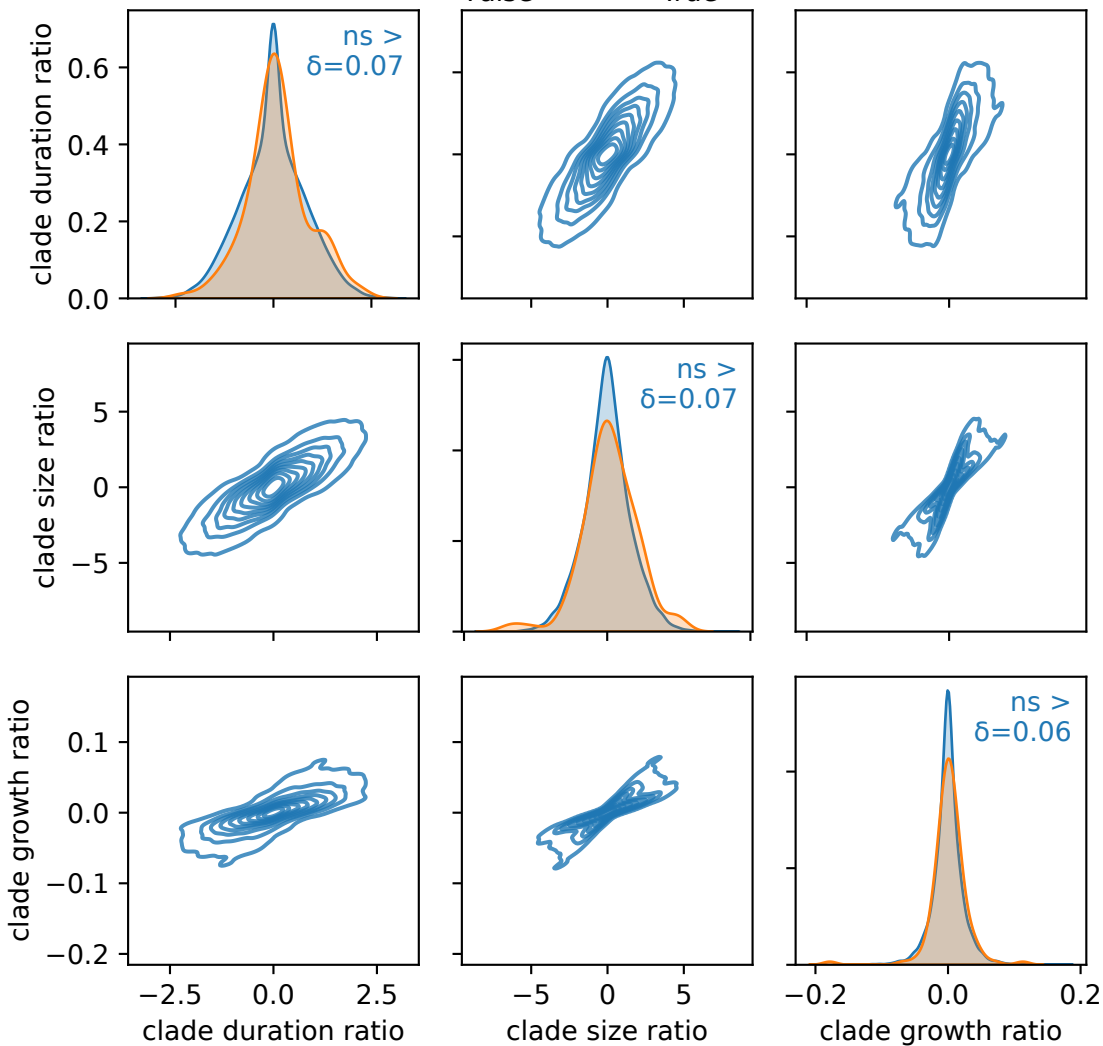 True
clade duration ratio
0.6
0.4
0.2
0.0
ns >
δ=0.07
clade size ratio
5
0
−5
ns >
δ=0.07
clade growth ratio
0.1
0.0
−0.1
−0.2
ns >
δ=0.06
−2.5
0.0
2.5
−5
0
5
−0.2
0.0
0.2
clade duration ratio
clade size ratio
clade growth ratio